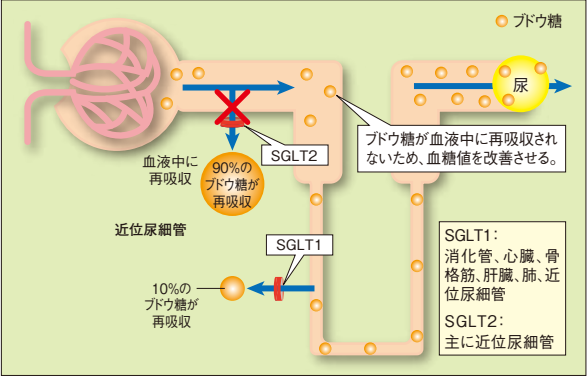 ブドウ糖
尿
ブドウ糖が血液中に再吸収され
ないため、血糖値を改善させる。
SGLT2
血液中に
再吸収
90%の
ブドウ糖が
再吸収
近位尿細管
SGLT1
10%の
ブドウ糖が
再吸収
SGLT1：
消化管、心臓、骨
格筋、肝臓、肺、近
位尿細管
SGLT2：
主に近位尿細管